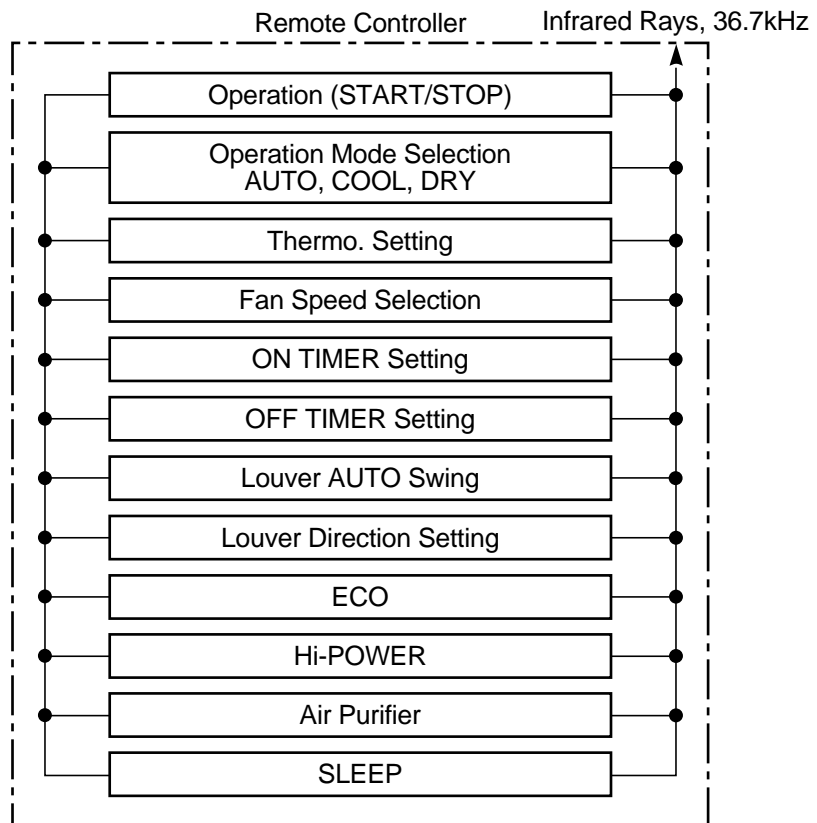 Remote Controller
Infrared Rays, 36.7kHz
Operation (START/STOP)
Operation Mode Selection
AUTO, COOL, DRY
Thermo. Setting
Fan Speed Selection
ON TIMER Setting
OFF TIMER Setting
Louver AUTO Swing
Louver Direction Setting
ECO
Hi-POWER
Air Purifier
SLEEP